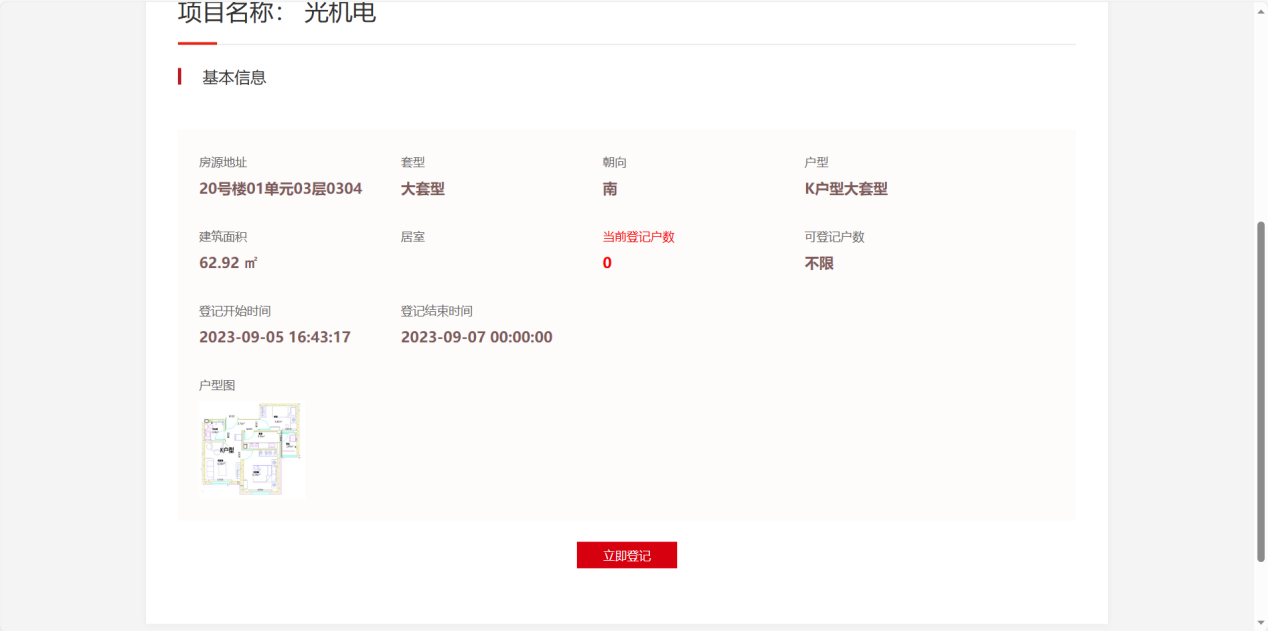 项目名称： 光机电
基本信息
房源地址 套型 朝向 户型
20号楼01单元03层0304 大套型 南 K户型大套型
建筑面积 居室 当前登记户数 可登记户数
62.92 ㎡ 0 不限
登记开始时间 登记结束时间
2023-09-05 16:43:17 2023-09-07 00:00:00
户型图
K户型
立即登记